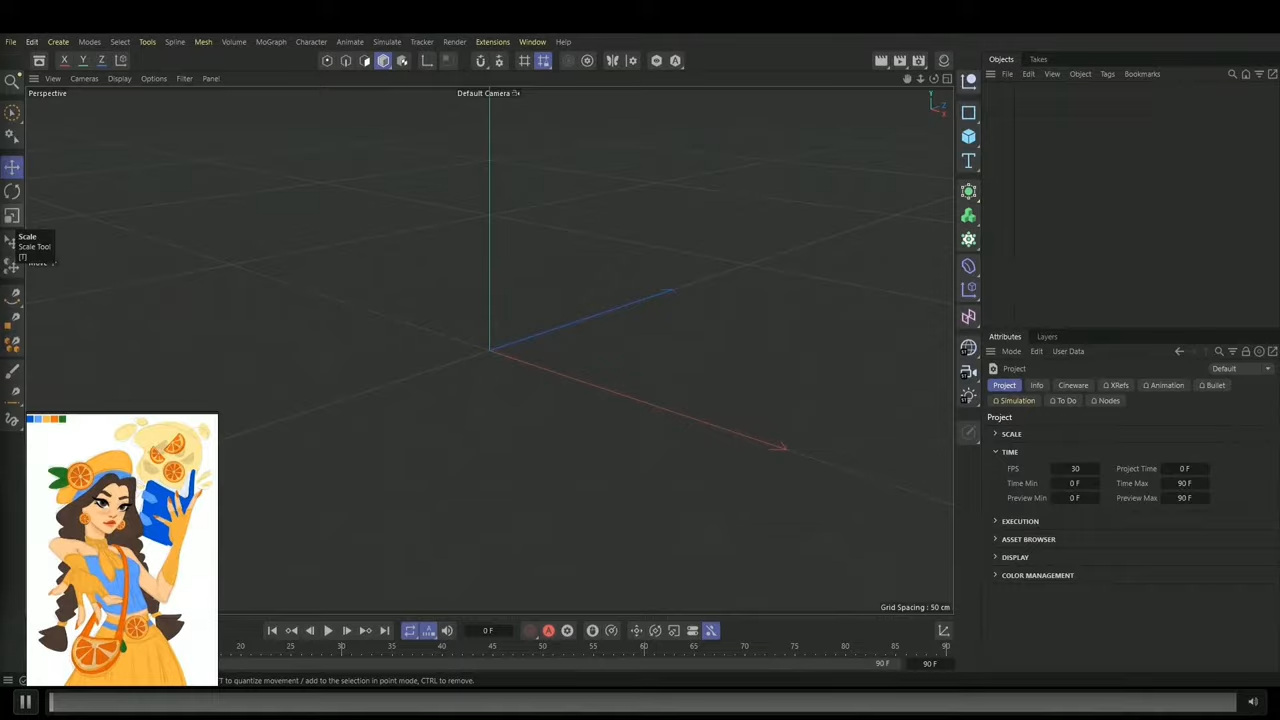 File Edit Create Modes Select Tools Spline Mesh Volume MoGraph Character Animate Simulate Tracker Render Extensions Window Help
X Y Z
View Cameras Display Options Filter Panel
Perspective
Default Camera
Y
Z
X
Scale
Scale Tool
[T]
Move
Grid Spacing : 50 cm
0 F
20 25 30 35 40 45 50 55 60 65 70 75 80 85 90
90 F 90 F
T to quantize movement / add to the selection in point mode, CTRL to remove.
Objects Takes
File Edit View Object Tags Bookmarks
Attributes Layers
Mode Edit User Data
Project Default
Project Info Cineware XRefs Animation Bullet
Simulation To Do Nodes
Project
SCALE
TIME
FPS 30 Project Time 0 F
Time Min 0 F Time Max 90 F
Preview Min 0 F Preview Max 90 F
EXECUTION
ASSET BROWSER
DISPLAY
COLOR MANAGEMENT